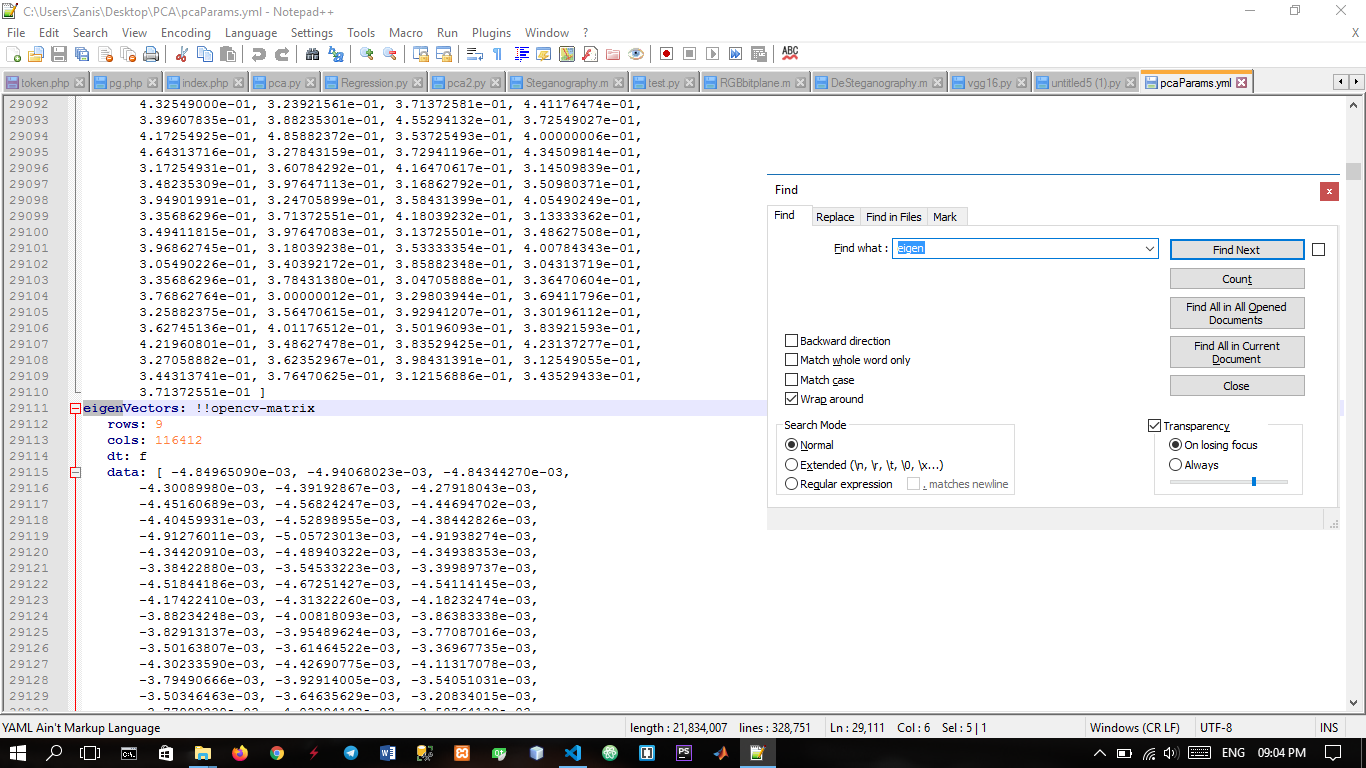 C:\Users\Zanis\Desktop\PCA\pcaParams.yml - Notepad++
File Edit Search View Encoding Language Settings Tools Macro Run Plugins Window ? X
token.php pg.php index.php pca.py Regression.py pca2.py Steganography.m test.py RGBbitplane.m DeSteganography.m vgg16.py untitled5 (1).py pcaParams.yml
29092 4.32549000e-01, 3.23921561e-01, 3.71372581e-01, 4.41176474e-01,
29093 3.39607835e-01, 3.88235301e-01, 4.55294132e-01, 3.72549027e-01,
29094 4.17254925e-01, 4.85882372e-01, 3.53725493e-01, 4.00000006e-01,
29095 4.64313716e-01, 3.27843159e-01, 3.72941196e-01, 4.34509814e-01,
29096 3.17254931e-01, 3.60784292e-01, 4.16470617e-01, 3.14509839e-01,
29097 3.48235309e-01, 3.97647113e-01, 3.16862792e-01, 3.50980371e-01,
29098 3.94901991e-01, 3.24705899e-01, 3.58431399e-01, 4.05490249e-01,
29099 3.35686296e-01, 3.71372551e-01, 4.18039232e-01, 3.13333362e-01,
29100 3.49411815e-01, 3.97647083e-01, 3.13725501e-01, 3.48627508e-01,
29101 3.96862745e-01, 3.18039238e-01, 3.53333354e-01, 4.00784343e-01,
29102 3.05490226e-01, 3.40392172e-01, 3.85882348e-01, 3.04313719e-01,
29103 3.35686296e-01, 3.78431380e-01, 3.04705888e-01, 3.36470604e-01,
29104 3.76862764e-01, 3.00000012e-01, 3.29803944e-01, 3.69411796e-01,
29105 3.25882375e-01, 3.56470615e-01, 3.92941207e-01, 3.30196112e-01,
29106 3.62745136e-01, 4.01176512e-01, 3.50196093e-01, 3.83921593e-01,
29107 4.21960801e-01, 3.48627478e-01, 3.83529425e-01, 4.23137277e-01,
29108 3.27058882e-01, 3.62352967e-01, 3.98431391e-01, 3.12549055e-01,
29109 3.44313741e-01, 3.76470625e-01, 3.12156886e-01, 3.43529433e-01,
29110 3.71372551e-01 ]
29111 eigenVectors: !!opencv-matrix
29112 rows: 9
29113 cols: 116412
29114 dt: f
29115 data: [ -4.84965090e-03, -4.94068023e-03, -4.84344270e-03,
29116 -4.30089980e-03, -4.39192867e-03, -4.27918043e-03,
29117 -4.45169685e-03, -4.56824247e-03, -4.44694702e-03,
29118 -4.40459931e-03, -4.52898955e-03, -4.38442826e-03,
29119 -4.91276011e-03, -5.05723013e-03, -4.91938274e-03,
29120 -4.34420910e-03, -4.48940322e-03, -4.34938353e-03,
29121 -3.38422880e-03, -3.54533223e-03, -3.39989737e-03,
29122 -4.51844186e-03, -4.67251427e-03, -4.54114145e-03,
29123 -4.17422410e-03, -4.31322260e-03, -4.18232474e-03,
29124 -3.88234248e-03, -4.00818093e-03, -3.86383338e-03,
29125 -3.82913137e-03, -3.95489624e-03, -3.77087016e-03,
29126 -3.50163807e-03, -3.61464522e-03, -3.36967735e-03,
29127 -4.30233590e-03, -4.42690775e-03, -4.11317078e-03,
29128 -3.79490666e-03, -3.92914005e-03, -3.54051031e-03,
29129 -3.50346463e-03, -3.64635629e-03, -3.20834015e-03,
Find x
Find Replace Find in Files Mark
Find what : eigen Find Next
Count
Find All in All Opened
Documents
Find All in Current
Document
Close
Backward direction
Match whole word only
Match case
Wrap around
Search Mode
Normal
Extended (\n, \r, \t, \0, \x...)
Regular expression . matches newline
Transparency
On losing focus
Always
YAML Ain't Markup Language length : 21,834,007 lines : 328,751 Ln : 29,111 Col : 6 Sel : 5 | 1 Windows (CR LF) UTF-8 INS
ENG 09:04 PM